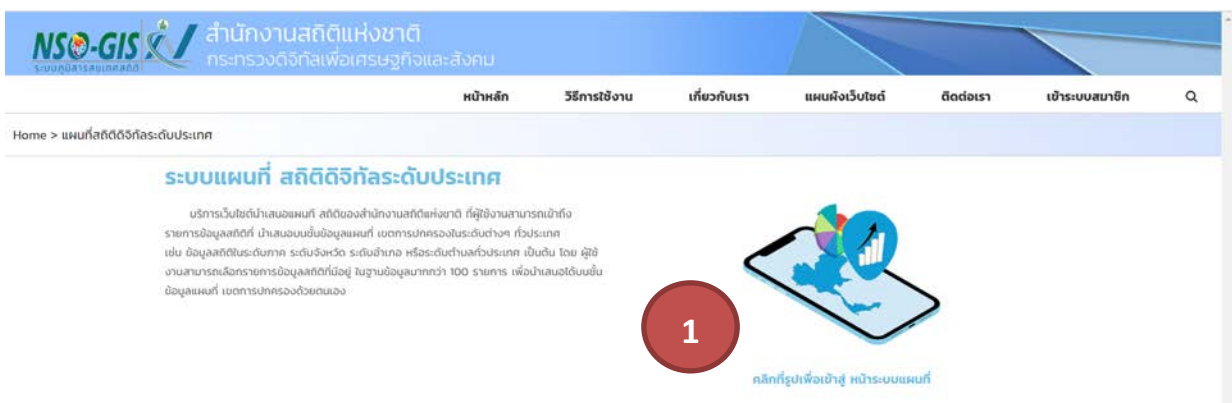 NSO-GIS
ระบบภูมิสารสนเทศสถิติ
สำนักงานสถิติแห่งชาติ
กระทรวงดิจิทัลเพื่อเศรษฐกิจและสังคม
หน้าหลัก วิธีการใช้งาน เกี่ยวกับเรา แผนผังเว็บไซต์ ติดต่อเรา เข้าระบบสมาชิก
Home > แผนที่สถิติดิจิทัลระดับประเทศ
ระบบแผนที่ สถิติดิจิทัลระดับประเทศ
บริการเว็บไซต์นำเสนอแผนที่ สถิติของสำนักงานสถิติแห่งชาติ ที่ผู้ใช้งานสามารถเข้าถึง
รายการข้อมูลสถิติที่ นำเสนอบนชั้นข้อมูลแผนที่ เขตการปกครองในระดับต่างๆ ทั่วประเทศ
เช่น ข้อมูลสถิติในระดับภาค ระดับจังหวัด ระดับอำเภอ หรือระดับตำบลทั่วประเทศ เป็นต้น โดย ผู้ใช้
งานสามารถเลือกรายการข้อมูลสถิติที่มีอยู่ ในฐานข้อมูลมากกว่า 100 รายการ เพื่อนำเสนอได้บนชั้น
ข้อมูลแผนที่ เขตการปกครองด้วยตนเอง
1
คลิกที่รูปเพื่อเข้าสู่ หน้าระบบแผนที่